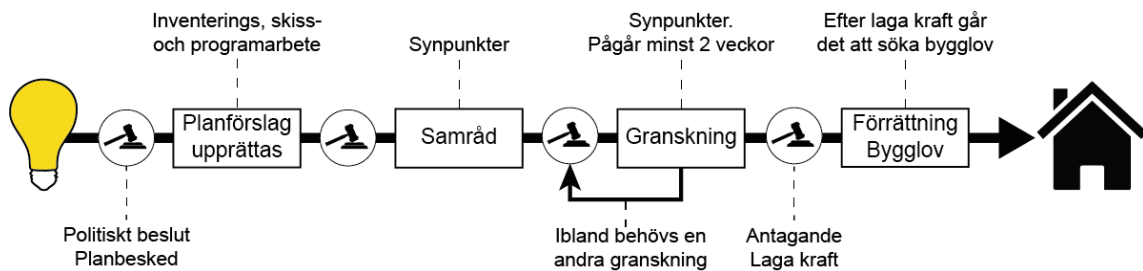 Inventerings, skiss-
och programarbete
Synpunkter
Synpunkter.
Pågår minst 2 veckor
Efter laga kraft går
det att söka bygglov
Planförslag
upprättas
Samråd
Granskning
Förrättning
Bygglov
Politiskt beslut
Planbesked
Ibland behövs en
andra granskning
Antagande
Laga kraft